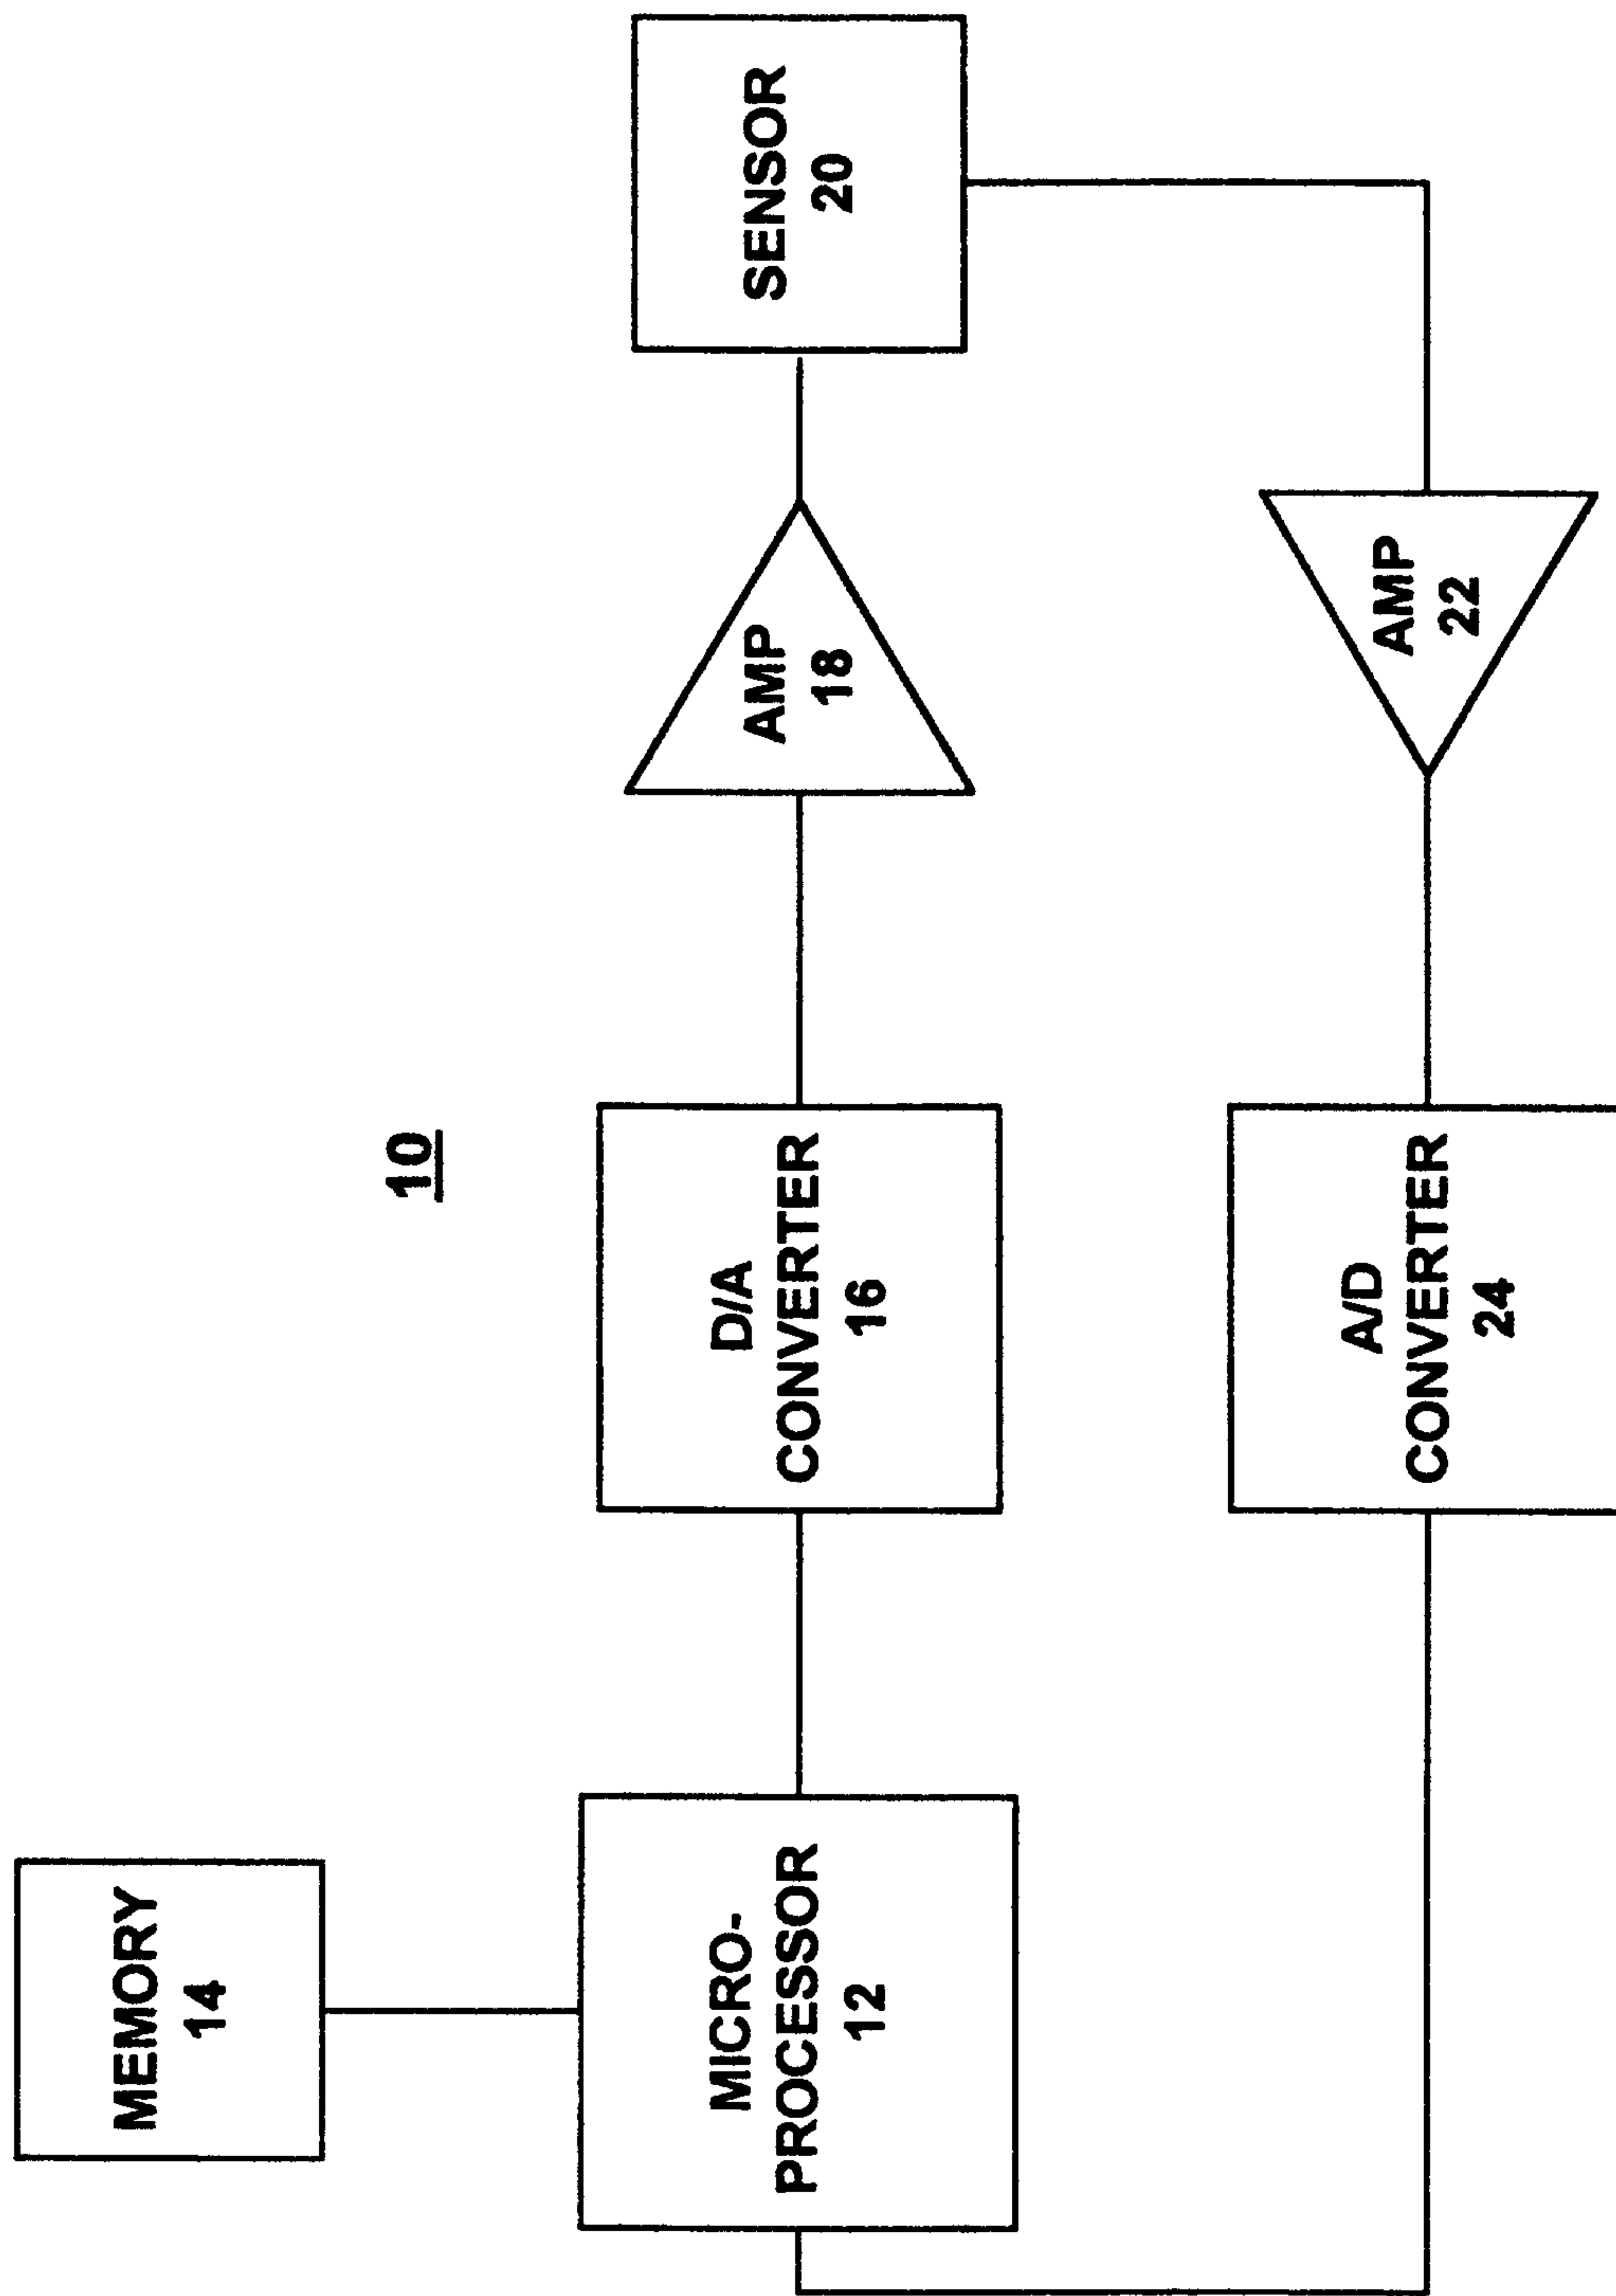 10
MEMORY
14
MICRO-
PROCESSOR
12
D/A
CONVERTER
16
AMP
18
SENSOR
20
A/D
CONVERTER
24
AMP
22